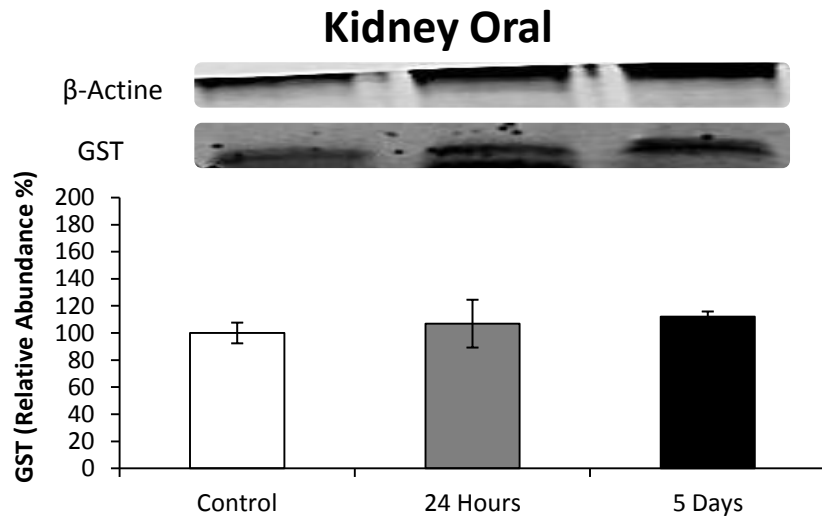 Kidney Oral
β-Actine
GST
GST (Relative Abundance %)
200
180
160
140
120
100
80
60
40
20
0
Control
24 Hours
5 Days